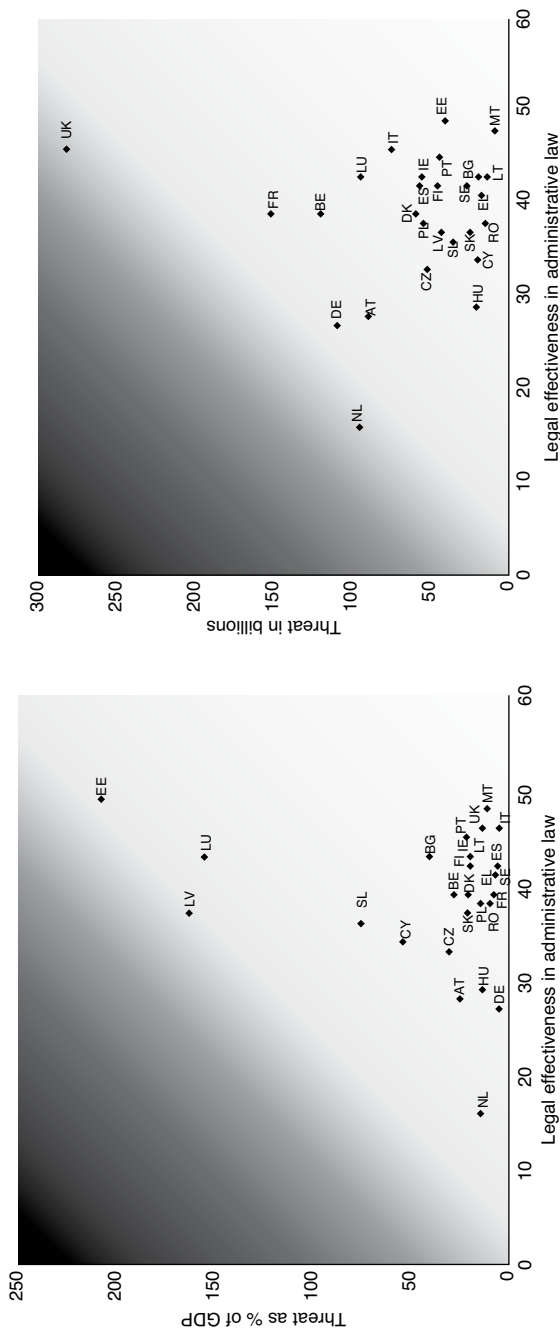 Threat as % of GDP
250
200
150
100
50
0
EE
LV
LU
SL
CY
BG
CZ
BE
AT
SK
DK
FI
IE
PT
PL
EL
LT
UK
NL
HU
RO
FR
ES
MT
DE
SE
IT
0
10
20
30
40
50
60
Legal effectiveness in administrative law
Threat in billions
300
250
200
150
100
50
0
UK
FR
BE
DE
NL
AT
LU
IT
DK
ES
IE
PL
CZ
FI
PT
LV
EE
SL
SE
BG
SK
HU
CY
EL
RO
LT
MT
0
10
20
30
40
50
60
Legal effectiveness in administrative law